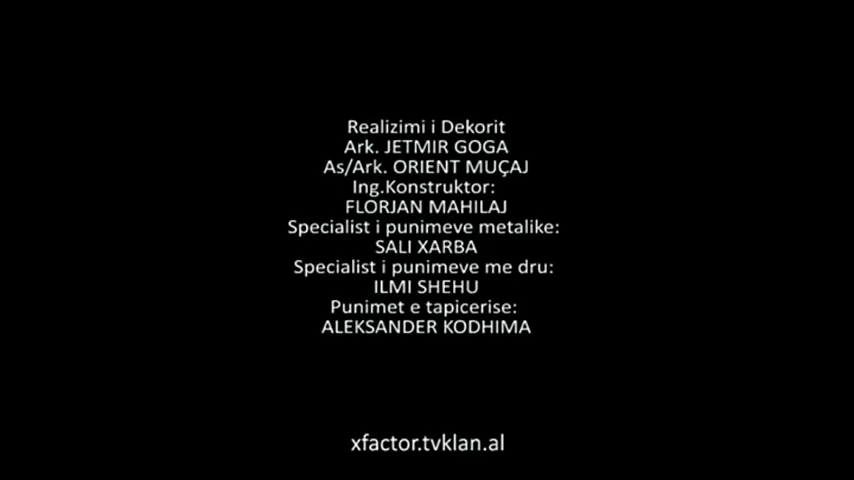 Realizimi i Dekorit
Ark. JETMIR GOGA
As/Ark. ORIENT MUÇAJ
Ing.Konstruktor:
FLORJAN MAHILAJ
Specialist i punimeve metalike:
SALI XARBA
Specialist i punimeve me dru:
ILMI SHEHU
Punimet e tapicerise:
ALEKSANDER KODHIMA
xfactor.tvklan.al